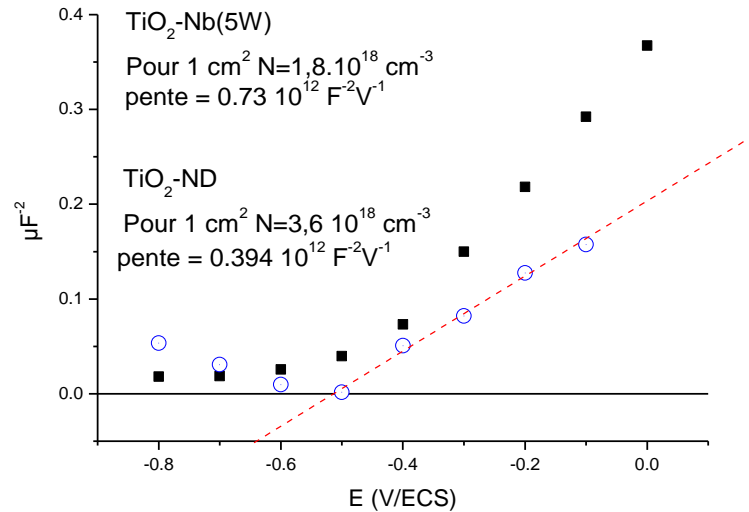 TiO₂-Nb(5W)
Pour 1 cm² N=1,8.10¹⁸ cm⁻³
pente = 0.73 10¹² F⁻²V⁻¹
TiO₂-ND
Pour 1 cm² N=3,6 10¹⁸ cm⁻³
pente = 0.394 10¹² F⁻²V⁻¹
µF⁻²
0.4
0.3
0.2
0.1
0.0
-0.8 -0.6 -0.4 -0.2 0.0
E (V/ECS)